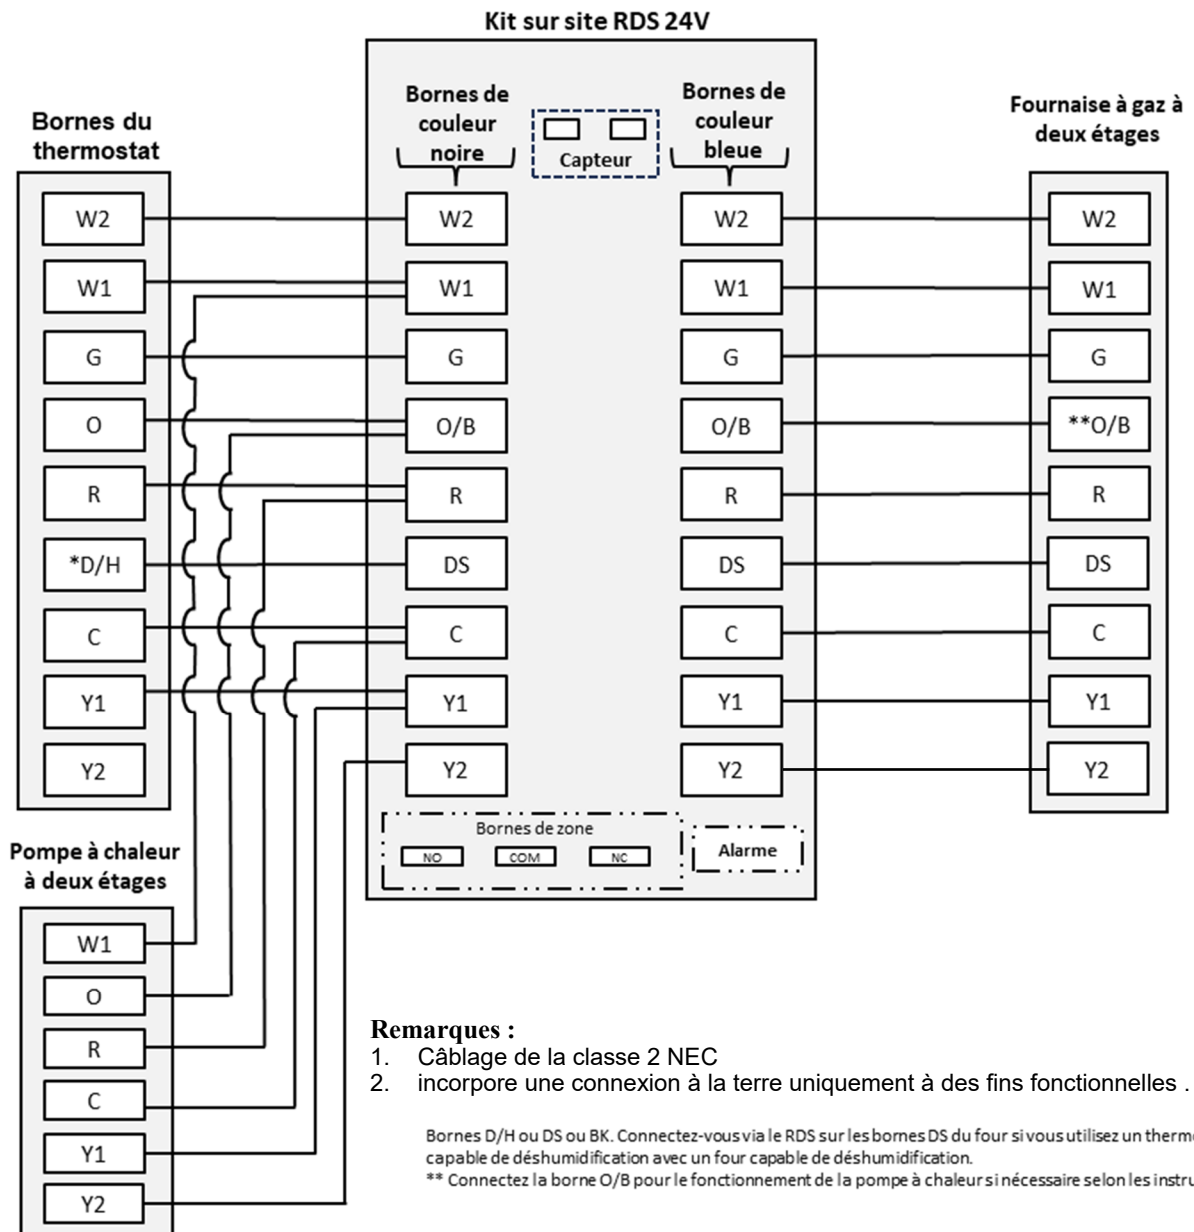 Kit sur site RDS 24V
Bornes du
thermostat
W2
W1
G
O
R
*D/H
C
Y1
Y2
Bornes de
couleur
noire
W2
W1
G
O/B
R
DS
C
Y1
Y2
Capteur
Bornes de
couleur
bleue
W2
W1
G
O/B
R
DS
C
Y1
Y2
Fournaise à gaz à
deux étages
W2
W1
G
**O/B
R
DS
C
Y1
Y2
Bornes de zone
NO
COM
NC
Alarme
Pompe à chaleur
à deux étages
W1
O
R
C
Y1
Y2
Remarques :
1. Câblage de la classe 2 NEC
2. incorpore une connexion à la terre uniquement à des fins fonctionnelles .
Bornes D/H ou DS ou BK. Connectez-vous via le RDS sur les bornes DS du four si vous utilisez un
capable de déshumidification avec un four capable de déshumidification.
** Connectez la borne O/B pour le fonctionnement de la pompe à chaleur si nécessaire selon les